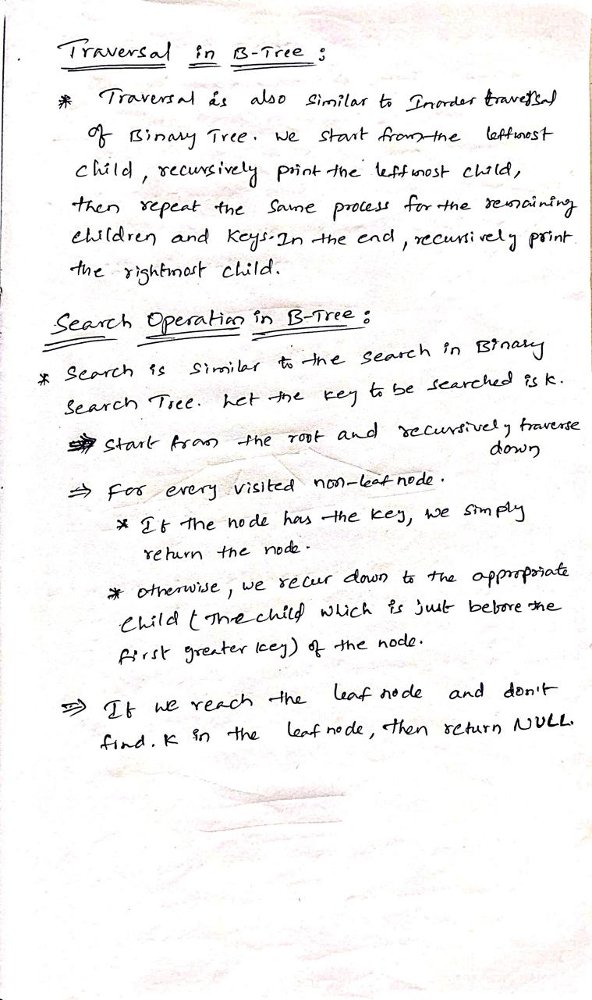 Traversal in B-Tree :
* Traversal is also similar to Inorder traversal
of Binary Tree. We start from the leftmost
child, recursively print the leftmost child,
then repeat the same process for the remaining
children and keys. In the end, recursively print
the rightmost child.
Search Operation in B-Tree :
* Search is similar to the search in Binary
Search Tree. Let the key to be searched is k.
⇒ Start from the root and recursively traverse
down
⇒ For every visited non-leaf node.
* If the node has the key, we simply
return the node.
* otherwise, we recur down to the appropriate
child (The child which is just before the
first greater key) of the node.
⇒ If we reach the leaf node and don't
find. K in the leaf node, then return NULL.